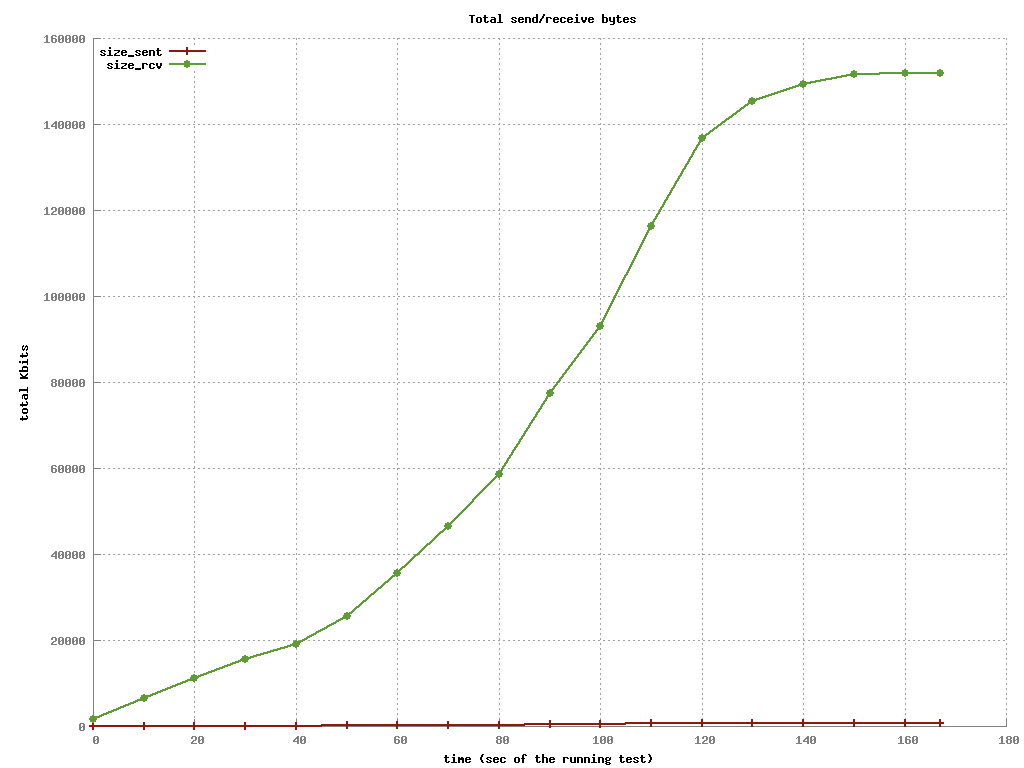 Total send/receive bytes
160000
size_sent
size_rcv
140000
120000
100000
total Kbits
80000
60000
40000
20000
0
0 20 40 60 80 100 120 140 160 180
time (sec of the running test)